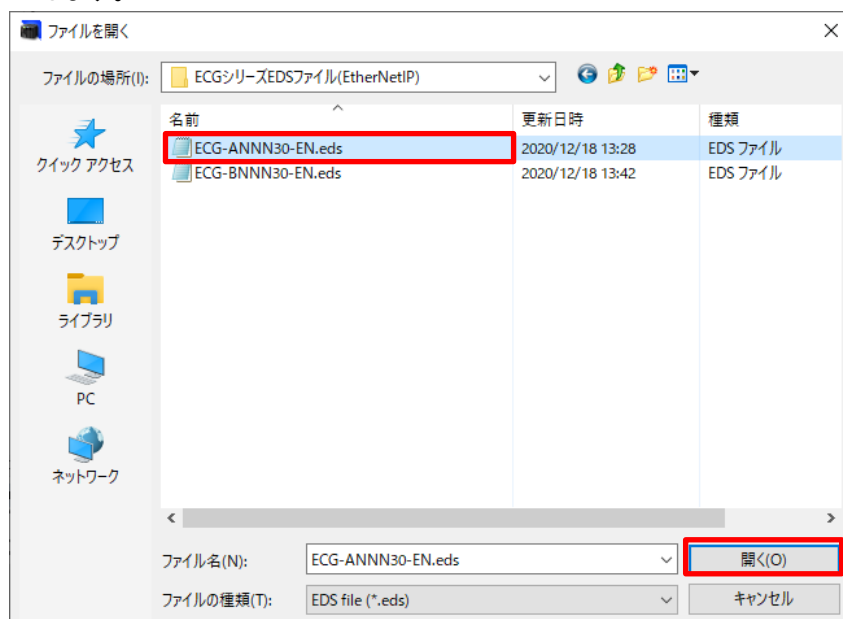 ファイルを開く
ファイルの場所(I):
ECGシリーズEDSファイル(EtherNetIP)
名前
更新日時
種類
ECG-ANNN30-EN.eds
2020/12/18 13:28
EDS ファイル
ECG-BNNN30-EN.eds
2020/12/18 13:42
EDS ファイル
クイック アクセス
デスクトップ
ライブラリ
PC
ネットワーク
ファイル名(N):
ECG-ANNN30-EN.eds
開く(O)
ファイルの種類(T):
EDS file (*.eds)
キャンセル